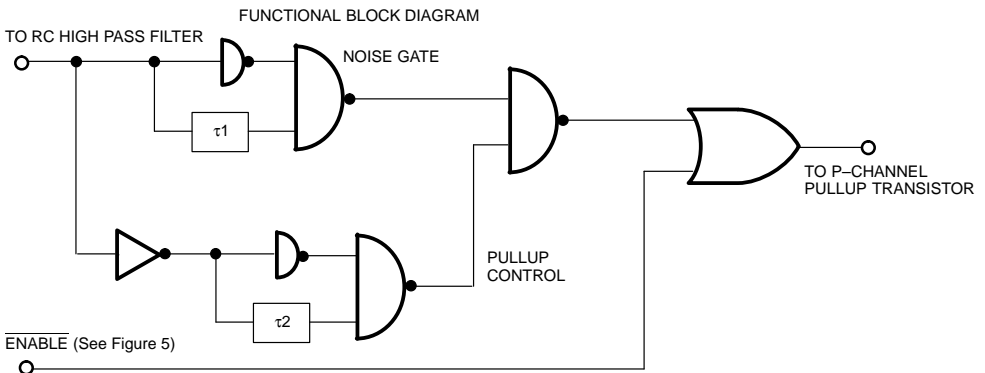 FUNCTIONAL BLOCK DIAGRAM
TO RC HIGH PASS FILTER
NOISE GATE
τ1
TO P–CHANNEL
PULLUP TRANSISTOR
PULLUP
CONTROL
τ2
ENABLE (See Figure 5)